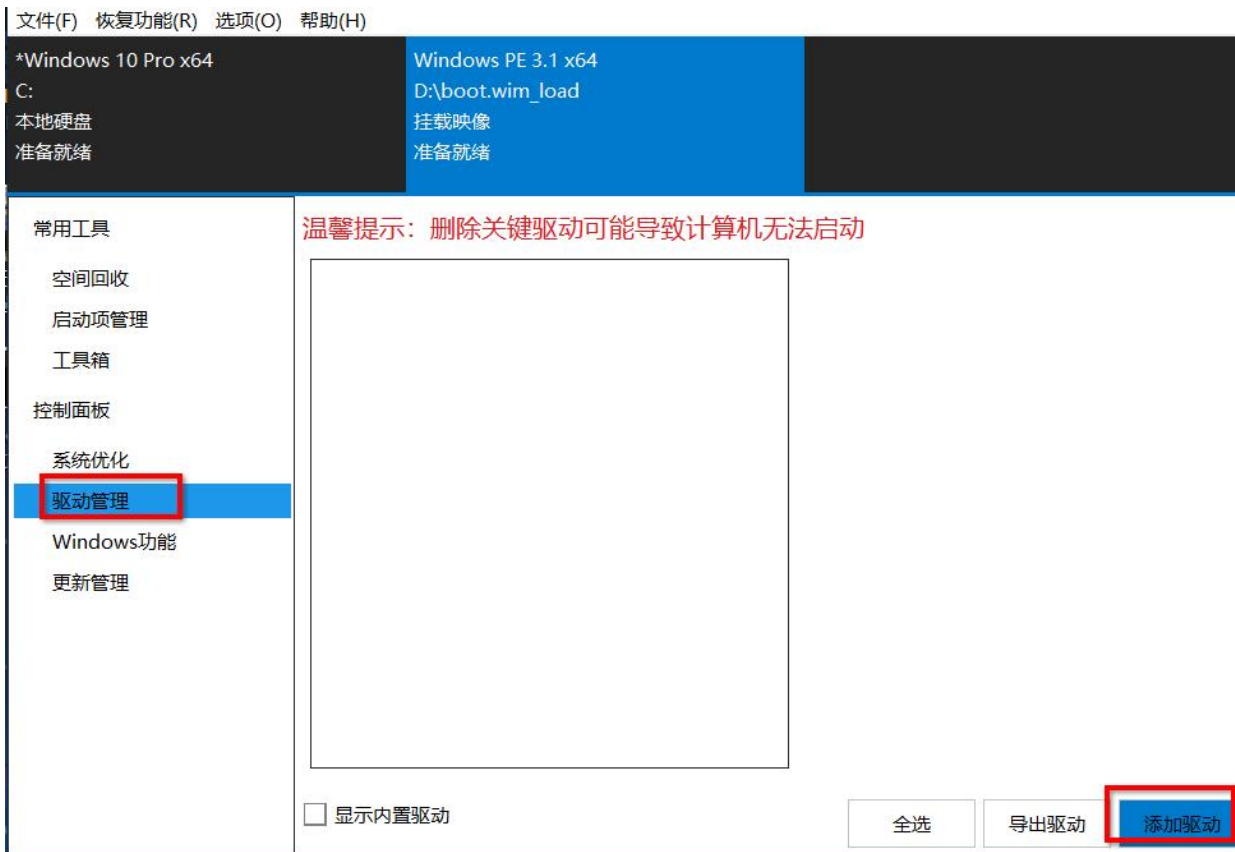 文件(F) 恢复功能(R) 选项(O) 帮助(H)
*Windows 10 Pro x64
C:
本地硬盘
准备就绪
Windows PE 3.1 x64
D:\boot.wim_load
挂载映像
准备就绪
常用工具
空间回收
启动项管理
工具箱
控制面板
系统优化
驱动管理
Windows功能
更新管理
温馨提示：删除关键驱动可能导致计算机无法启动
显示内置驱动
全选
导出驱动
添加驱动